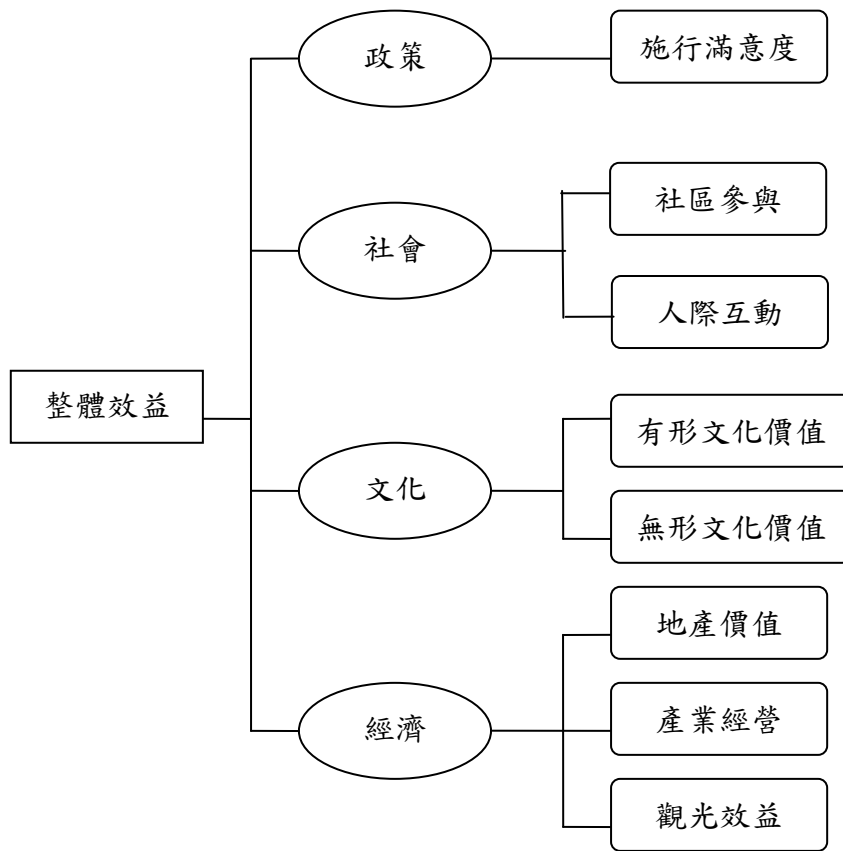 整體效益
政策
施行滿意度
社會
社區參與
人際互動
文化
有形文化價值
無形文化價值
經濟
地產價值
產業經營
觀光效益